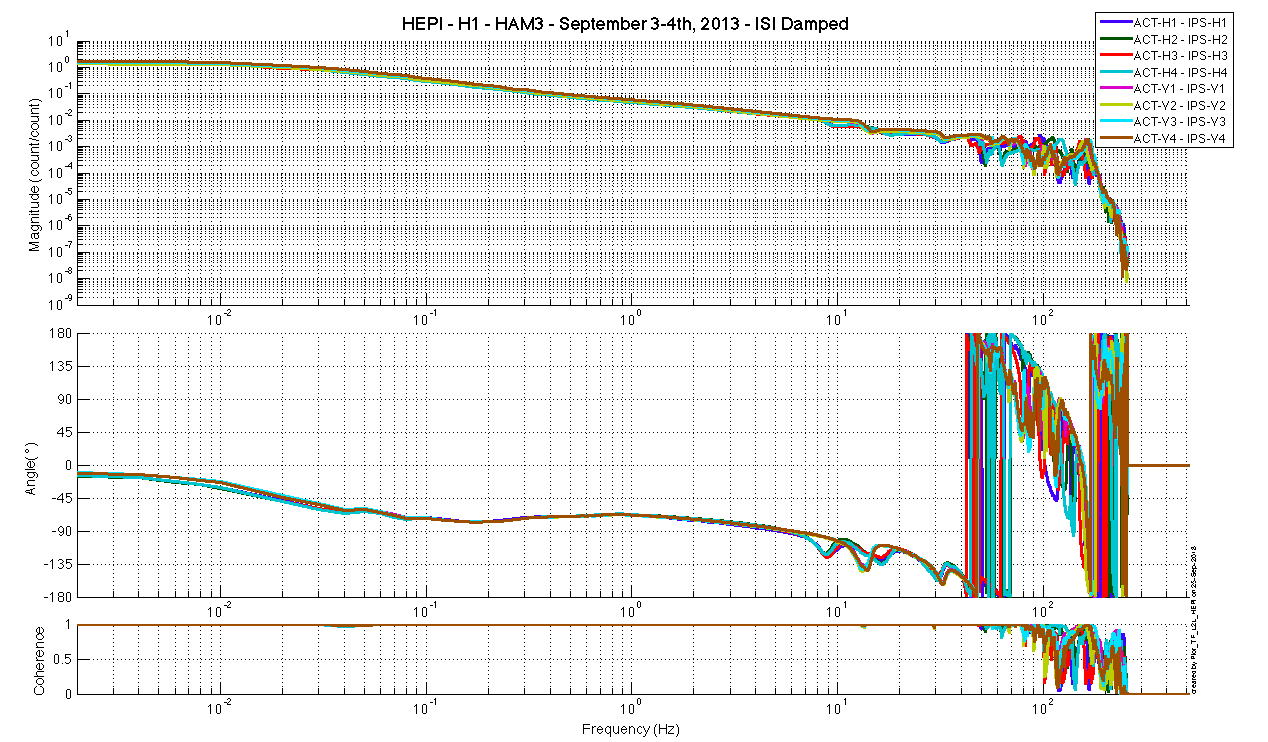 HEPI - H1 - HAM3 - September 3-4th, 2013 - ISI Damped
ACT-H1 - IPS-H1
ACT-H2 - IPS-H2
ACT-H3 - IPS-H3
ACT-H4 - IPS-H4
ACT-V1 - IPS-V1
ACT-V2 - IPS-V2
ACT-V3 - IPS-V3
ACT-V4 - IPS-V4
Magnitude (count/count)
10^1
10^0
10^-1
10^-2
10^-3
10^-4
10^-5
10^-6
10^-7
10^-8
10^-9
10^-2 10^-1 10^0 10^1 10^2
Angle(°)
180
135
90
45
0
-45
-90
-135
-180
10^-2 10^-1 10^0 10^1 10^2
Coherence
1
0.5
0
10^-2 10^-1 10^0 10^1 10^2
Frequency (Hz)